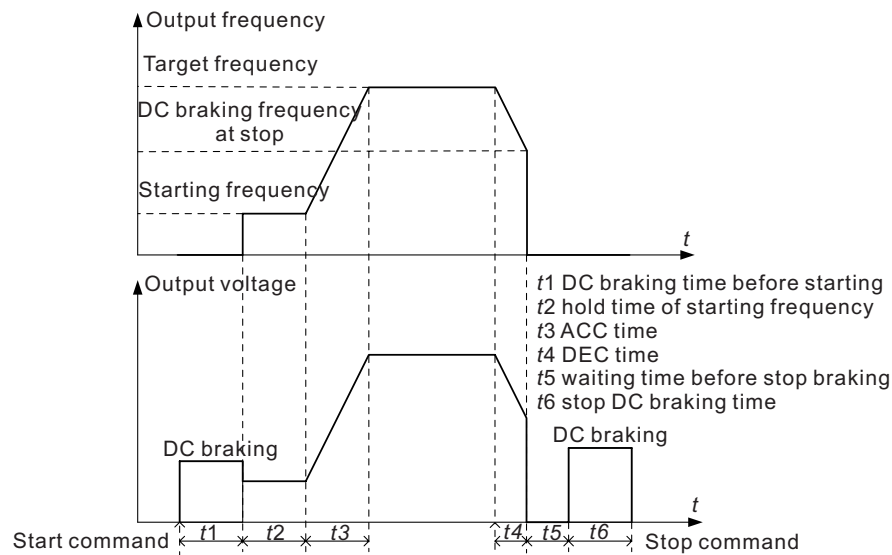 Output frequency
Target frequency
DC braking frequency
at stop
Starting frequency
t
Output voltage
t1 DC braking time before starting
t2 hold time of starting frequency
t3 ACC time
t4 DEC time
t5 waiting time before stop braking
t6 stop DC braking time
DC braking
DC braking
t
Start command
t1
t2
t3
t4
t5
t6
Stop command